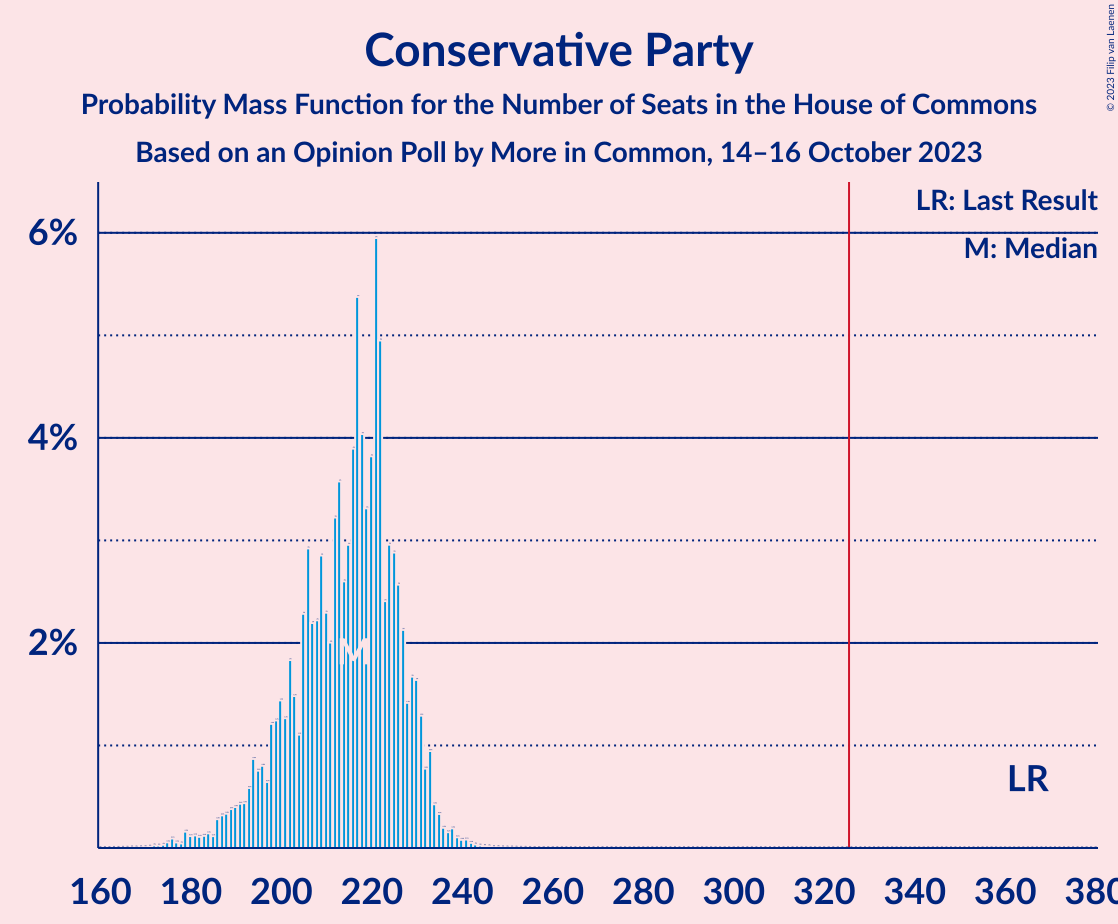 Conservative Party
Probability Mass Function for the Number of Seats in the House of Commons
Based on an Opinion Poll by More in Common, 14–16 October 2023
© 2023 Filip van Laenen
LR: Last Result
M: Median
6%
4%
2%
M
LR
160 180 200 220 240 260 280 300 320 340 360 380